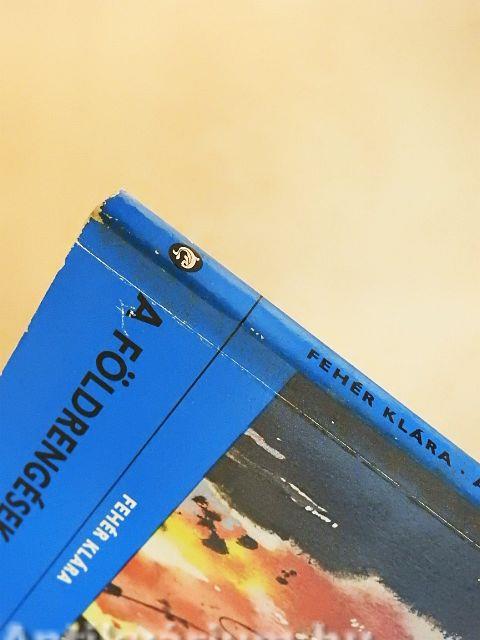 A FÖLDRENGÉSEK
FEHÉR KLÁRA
FEHÉR KLÁRA · A